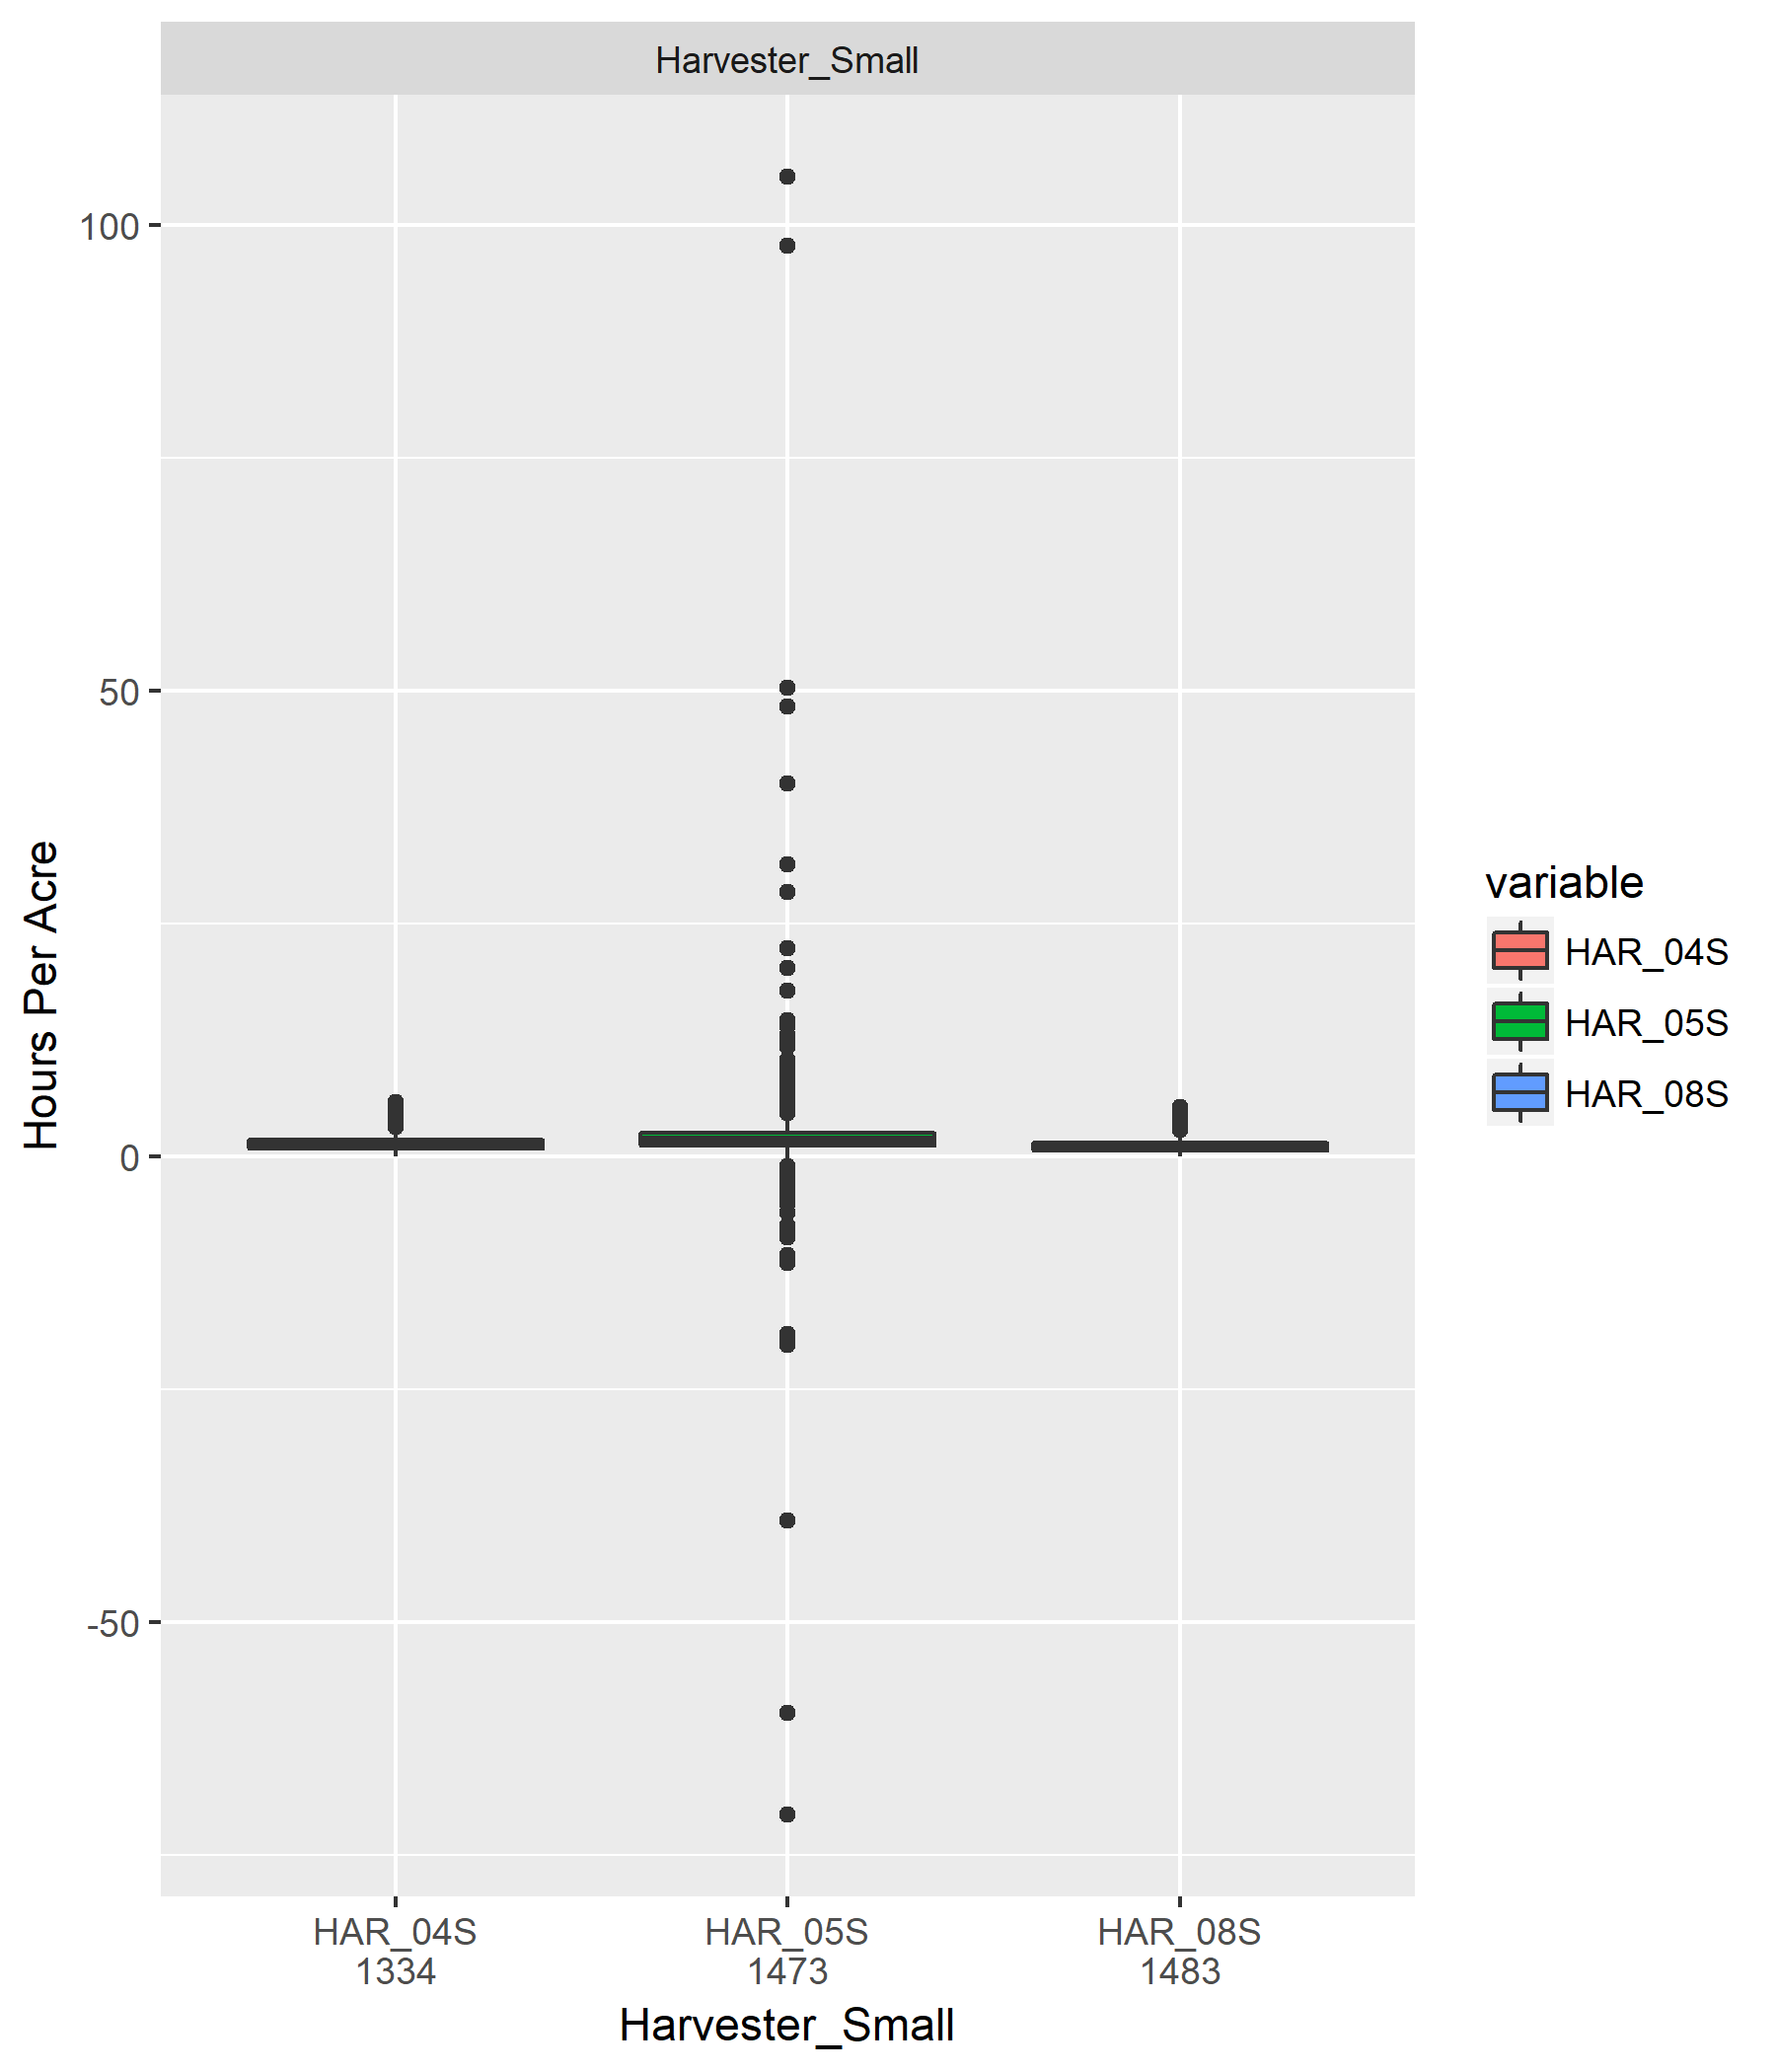 Harvester_Small
100
50
0
-50
Hours Per Acre
HAR_04S
1334
HAR_05S
1473
HAR_08S
1483
Harvester_Small
variable
HAR_04S
HAR_05S
HAR_08S